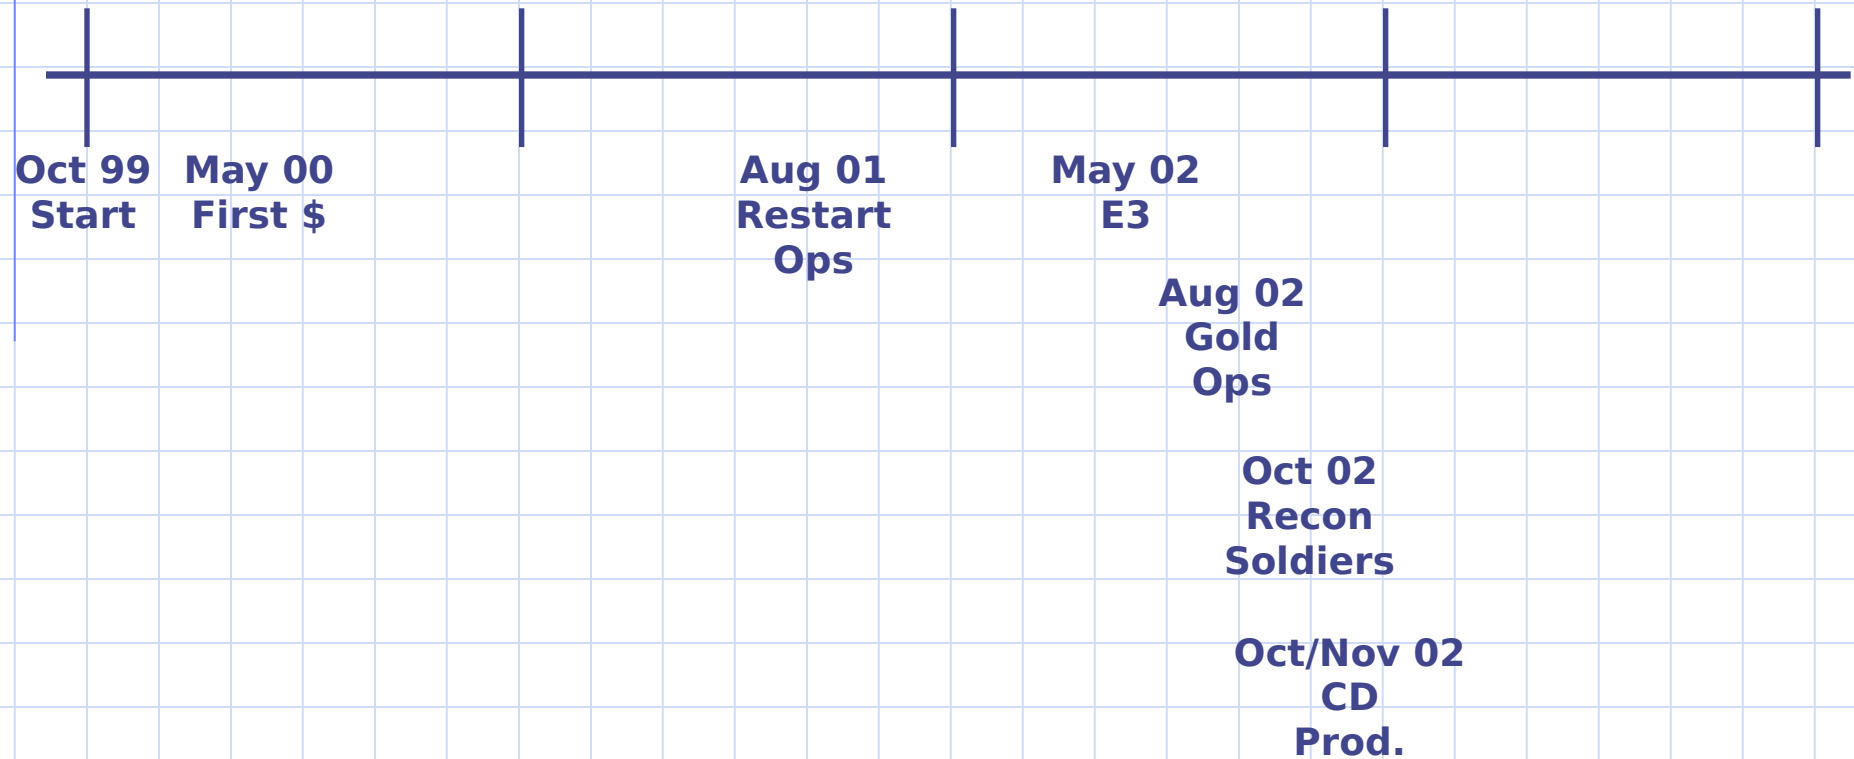 Oct 99
Start
May 00
First $
Aug 01
Restart
Ops
May 02
E3
Aug 02
Gold
Ops
Oct 02
Recon
Soldiers
Oct/Nov 02
CD
Prod.